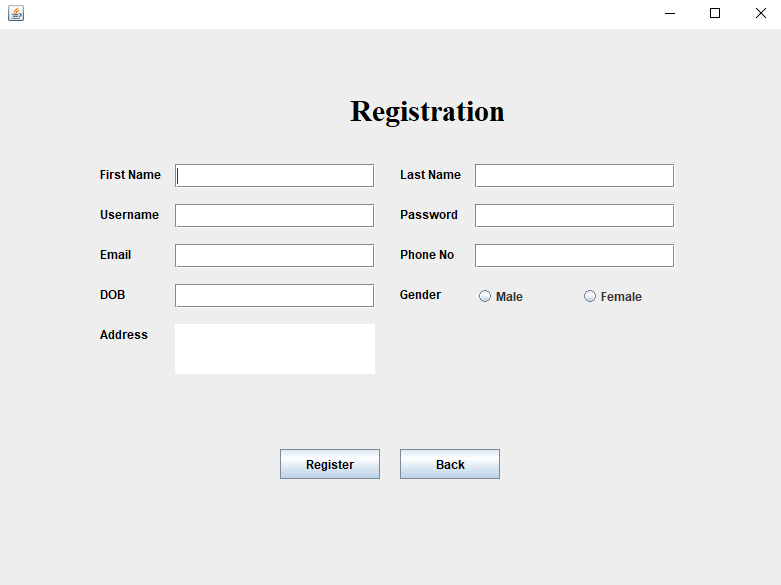 Registration
First Name Last Name
Username Password
Email Phone No
DOB Gender Male Female
Address
Register Back